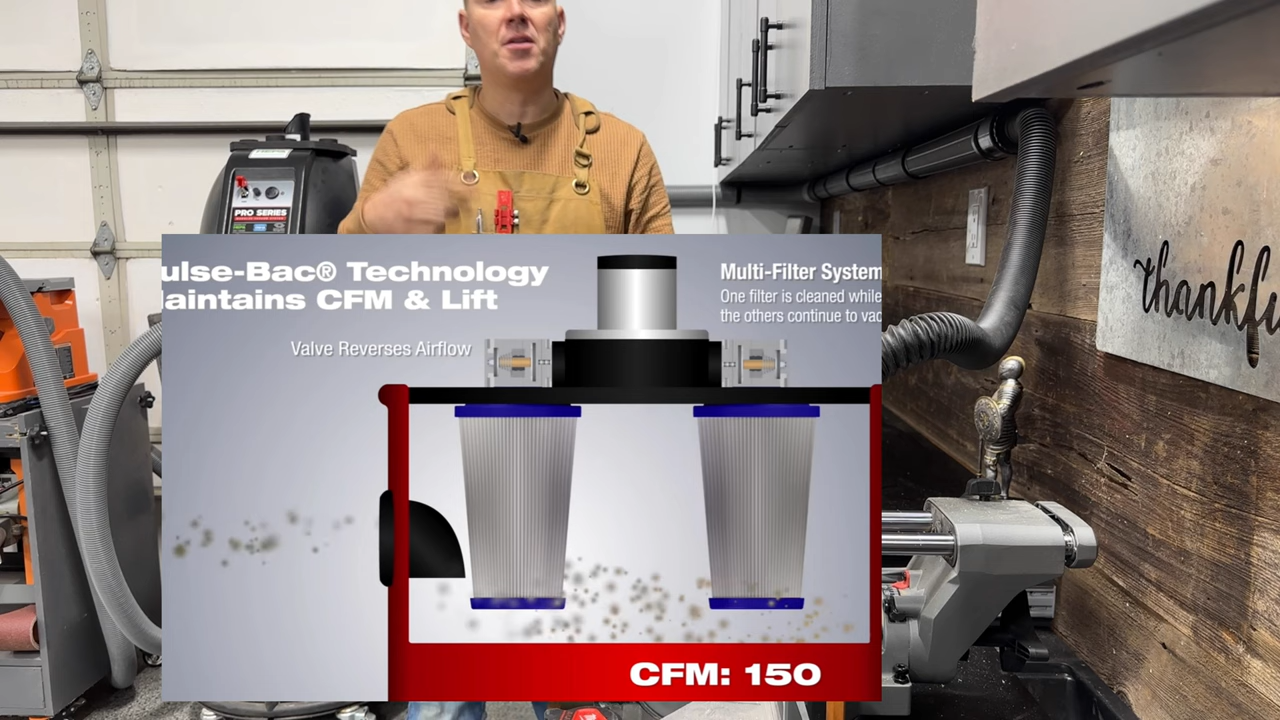 PRO SERIES
ulse-Bac® Technology
aintains CFM & Lift
Valve Reverses Airflow
Multi-Filter System
One filter is cleaned while
the others continue to vac
CFM: 150
thankfu